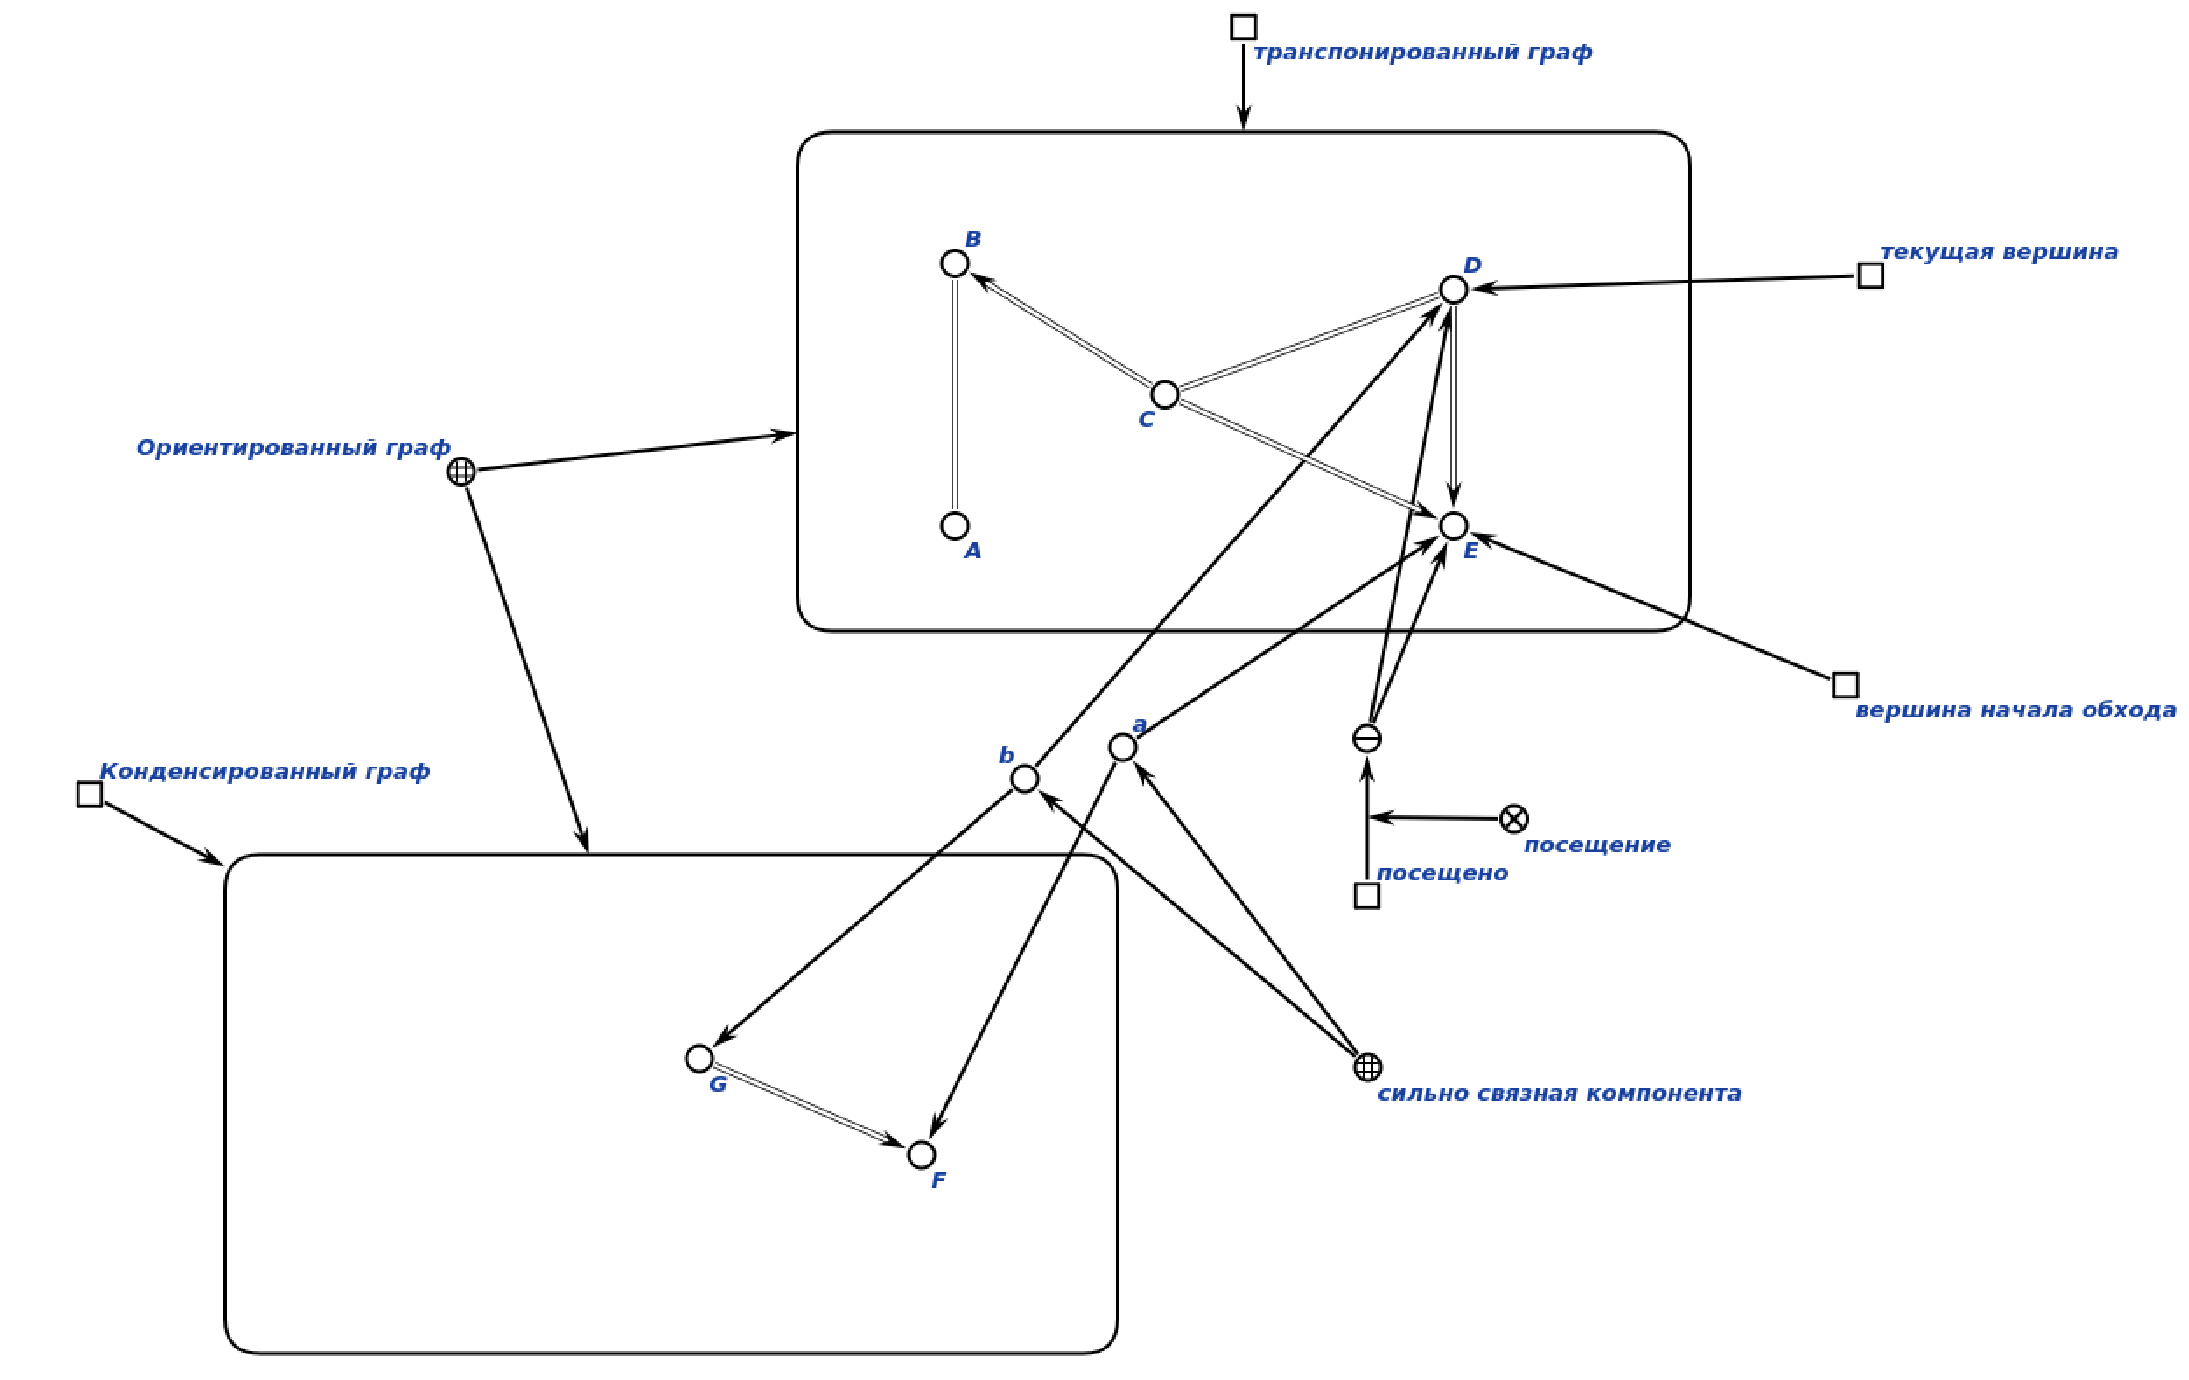 транспонированный граф
B
D
текущая вершина
C
Ориентированный граф
A
E
вершина начала обхода
a
b
Конденсированный граф
посещение
посещено
G
сильно связная компонента
F